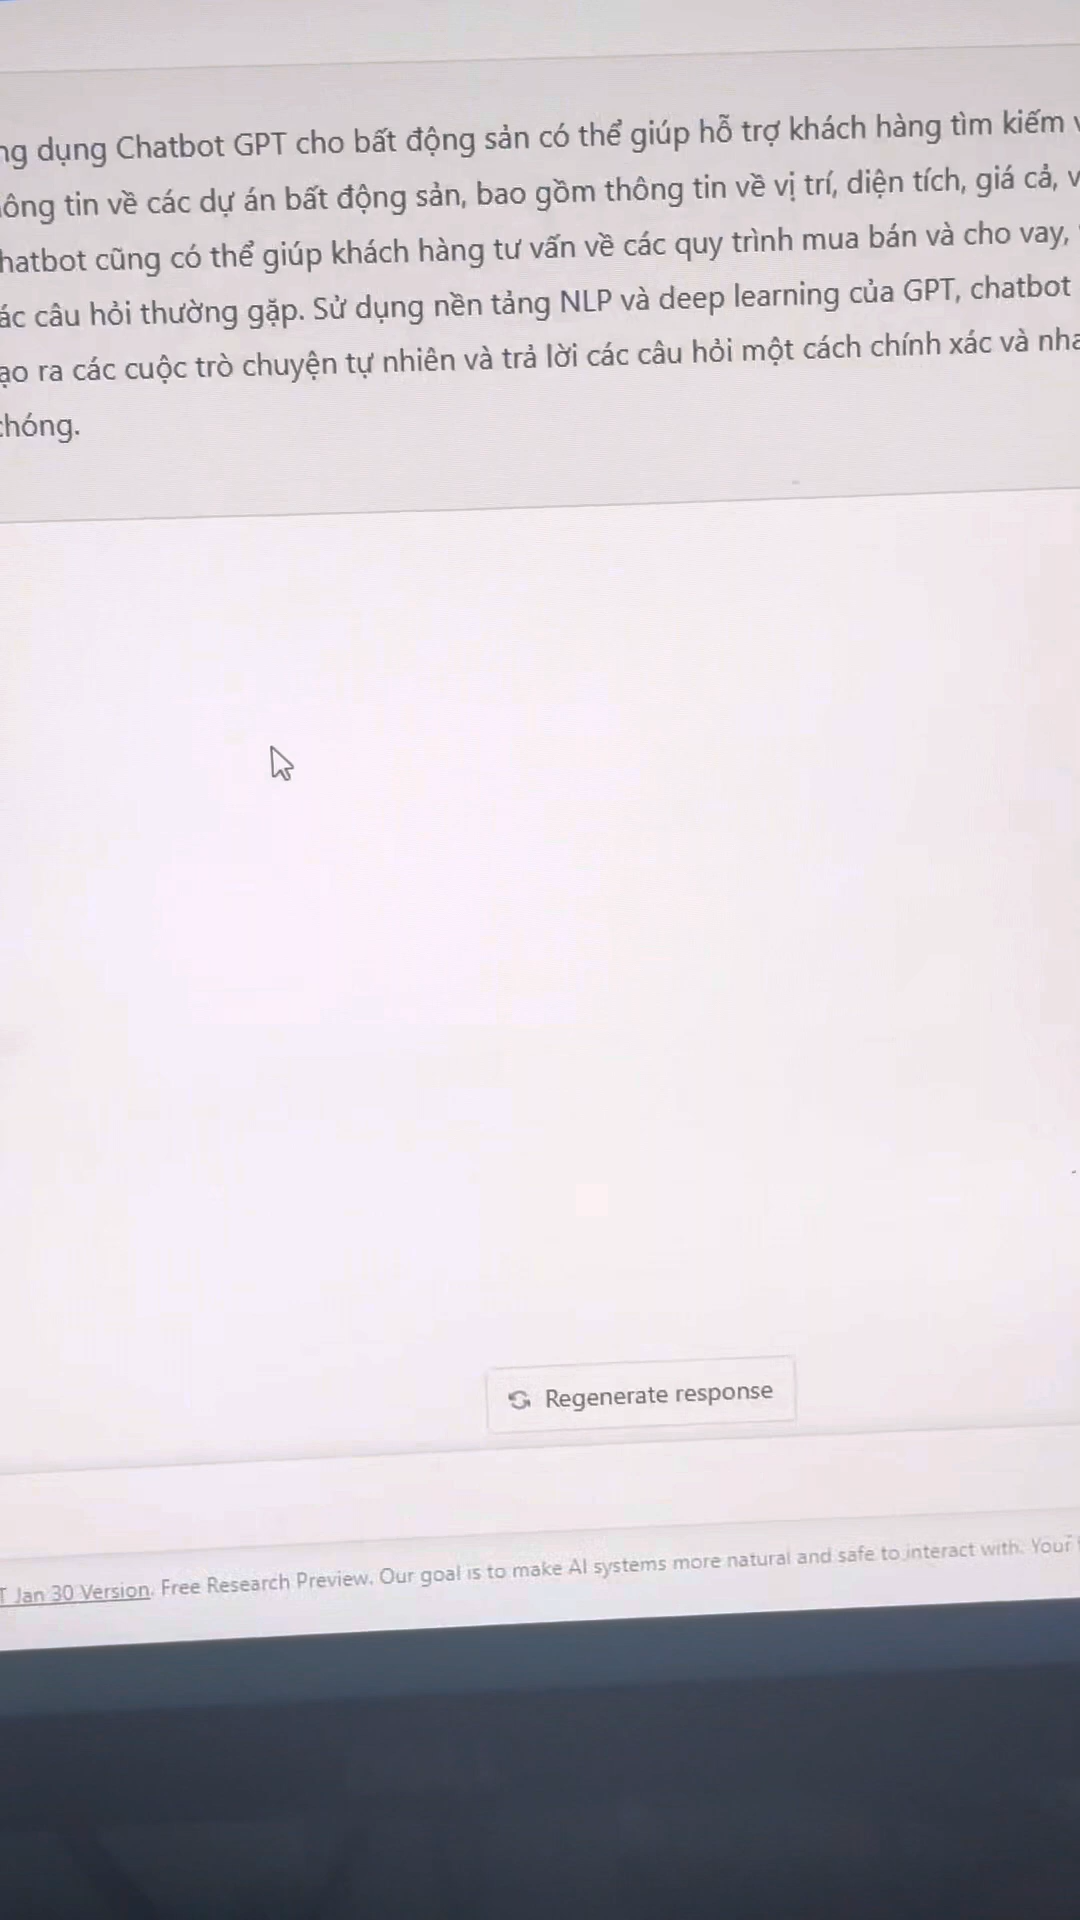 ng dụng Chatbot GPT cho bất động sản có thể giúp hỗ trợ khách hàng tìm kiếm
ông tin về các dự án bất động sản, bao gồm thông tin về vị trí, diện tích, giá cả, v
hatbot cũng có thể giúp khách hàng tư vấn về các quy trình mua bán và cho vay,
ác câu hỏi thường gặp. Sử dụng nền tảng NLP và deep learning của GPT, chatbot
ạo ra các cuộc trò chuyện tự nhiên và trả lời các câu hỏi một cách chính xác và nha
chóng.
Regenerate response
T Jan 30 Version. Free Research Preview. Our goal is to make AI systems more natural and safe to interact with. Your